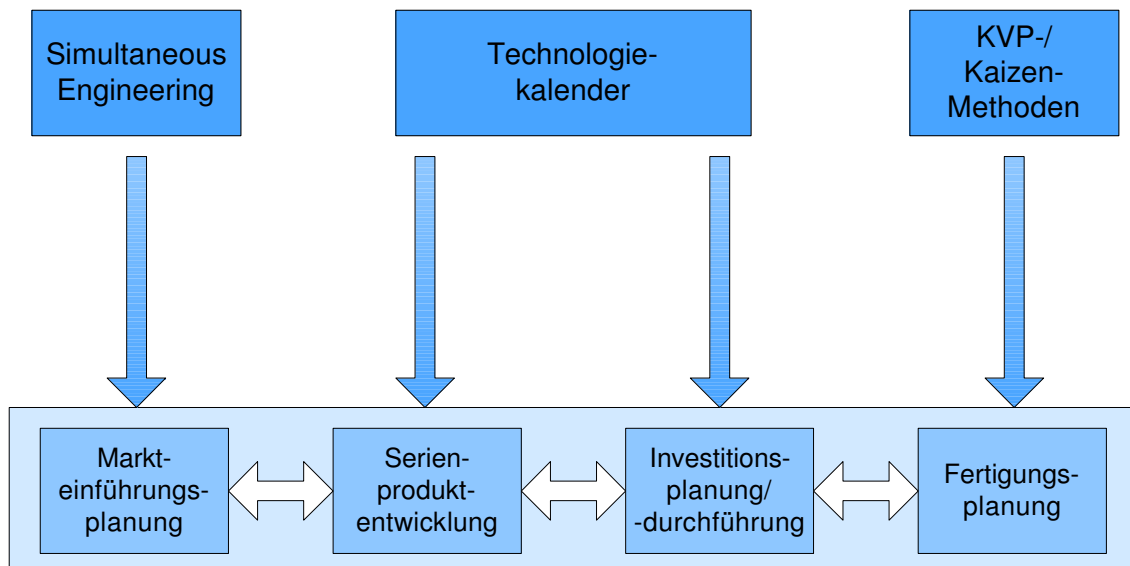 Simultaneous
Engineering
Technologie-
kalender
KVP-/
Kaizen-
Methoden
Markt-
einführungs-
planung
Serien-
produkt-
entwicklung
Investitions-
planung/
-durchführung
Fertigungs-
planung